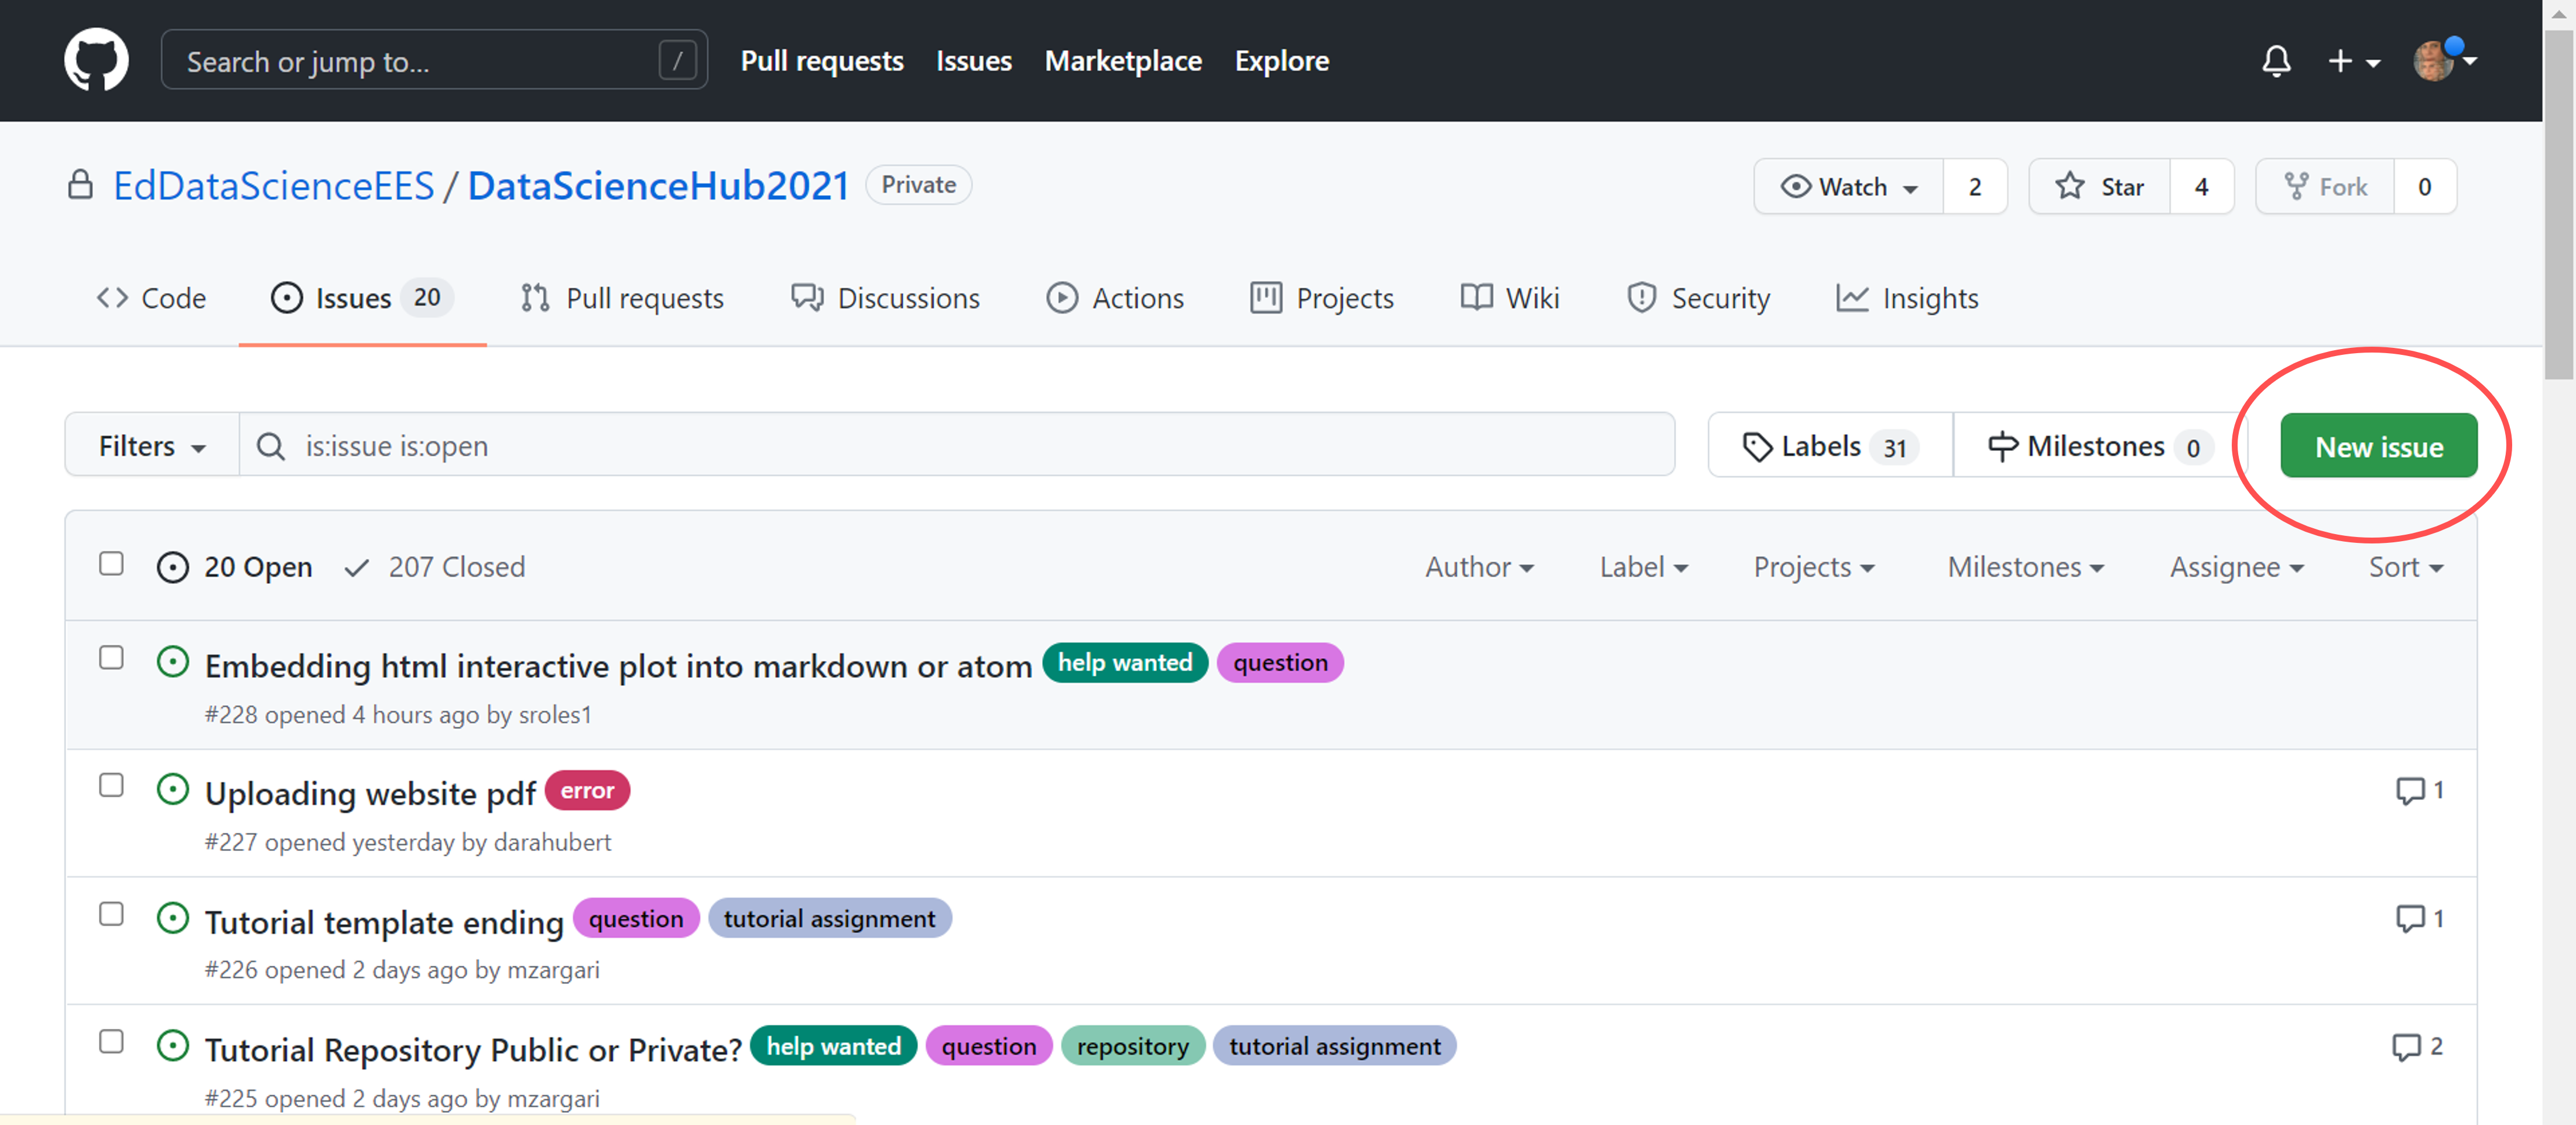 Search or jump to... / Pull requests Issues Marketplace Explore
EdDataScienceEES / DataScienceHub2021 Private Watch 2 Star 4 Fork 0
Code Issues 20 Pull requests Discussions Actions Projects Wiki Security Insights
Filters is:issue is:open Labels 31 Milestones 0 New issue
20 Open 207 Closed Author Label Projects Milestones Assignee Sort
Embedding html interactive plot into markdown or atom help wanted question
#228 opened 4 hours ago by sroles1
Uploading website pdf error 1
#227 opened yesterday by darahubert
Tutorial template ending question tutorial assignment 1
#226 opened 2 days ago by mzargari
Tutorial Repository Public or Private? help wanted question repository tutorial assignment 2
#225 opened 2 days ago by mzargari